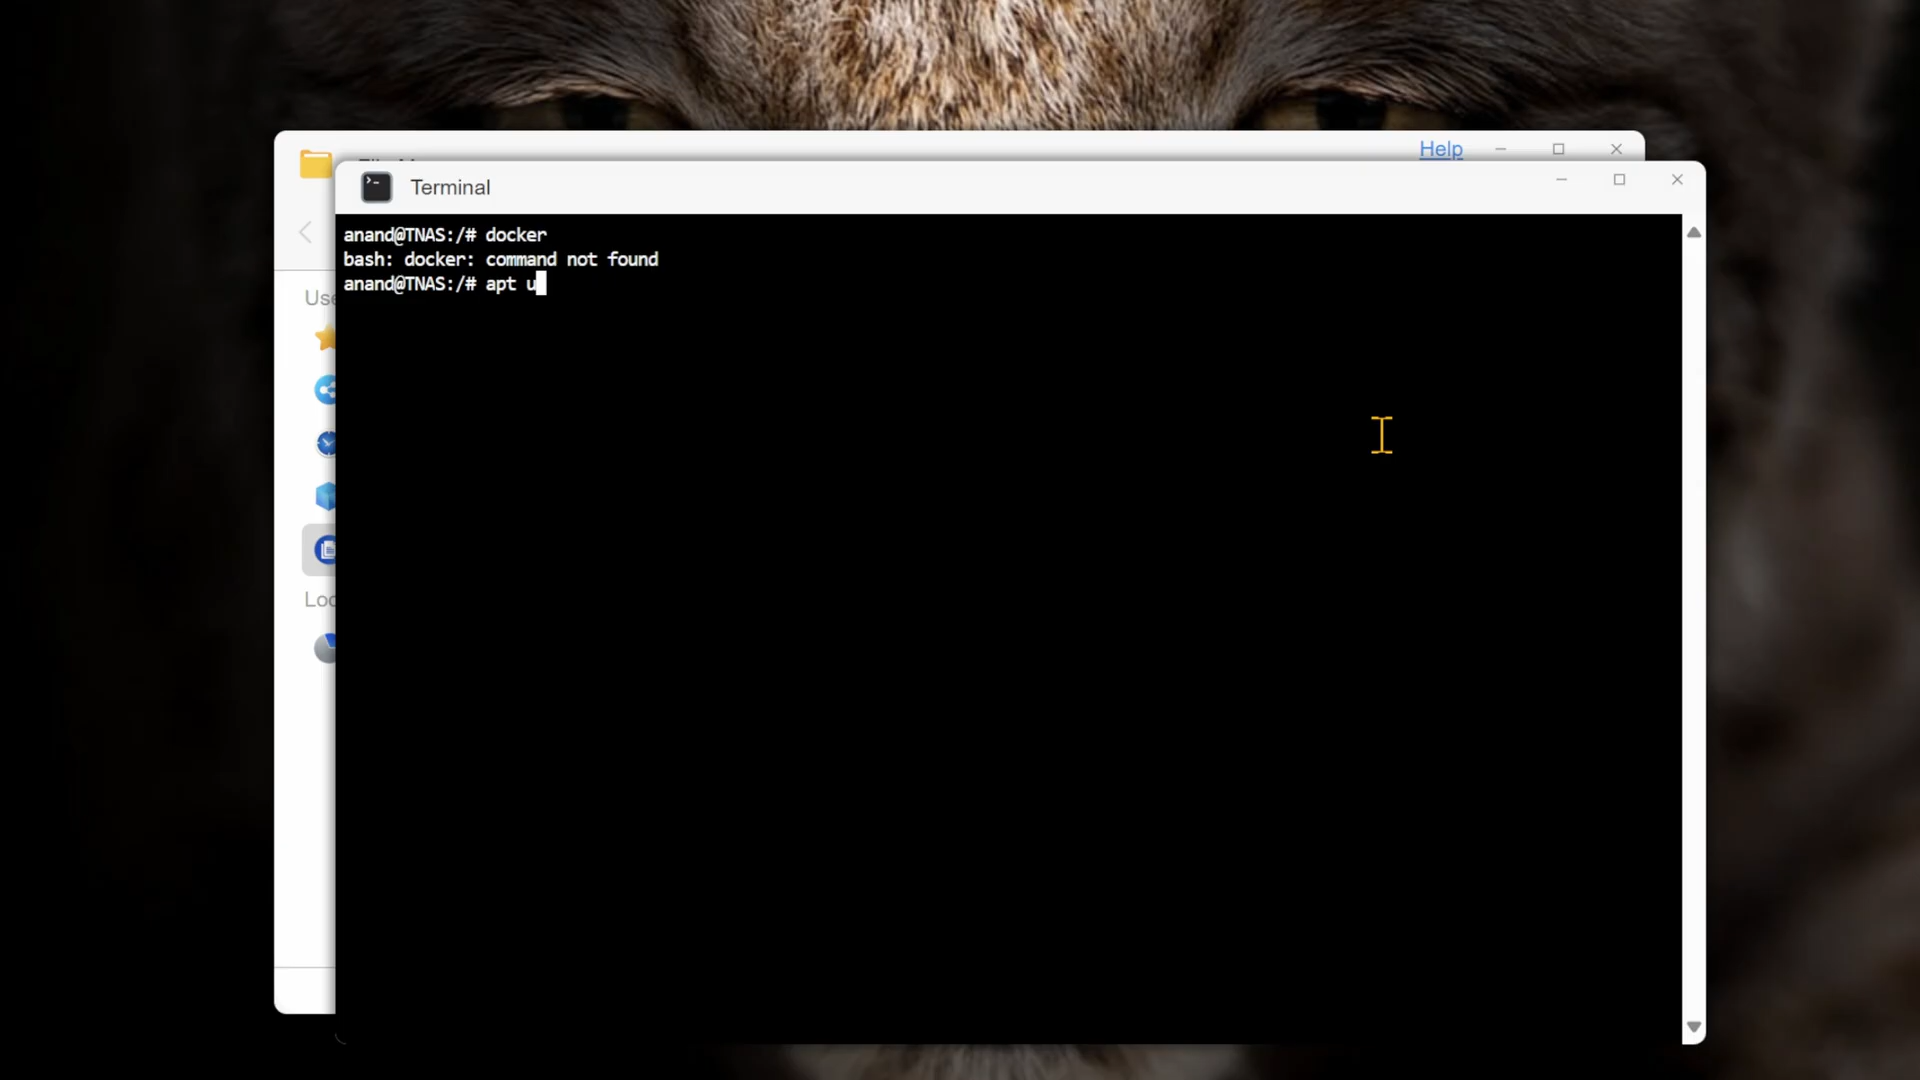 Help
Terminal
anand@TNAS:/# docker
bash: docker: command not found
anand@TNAS:/# apt u